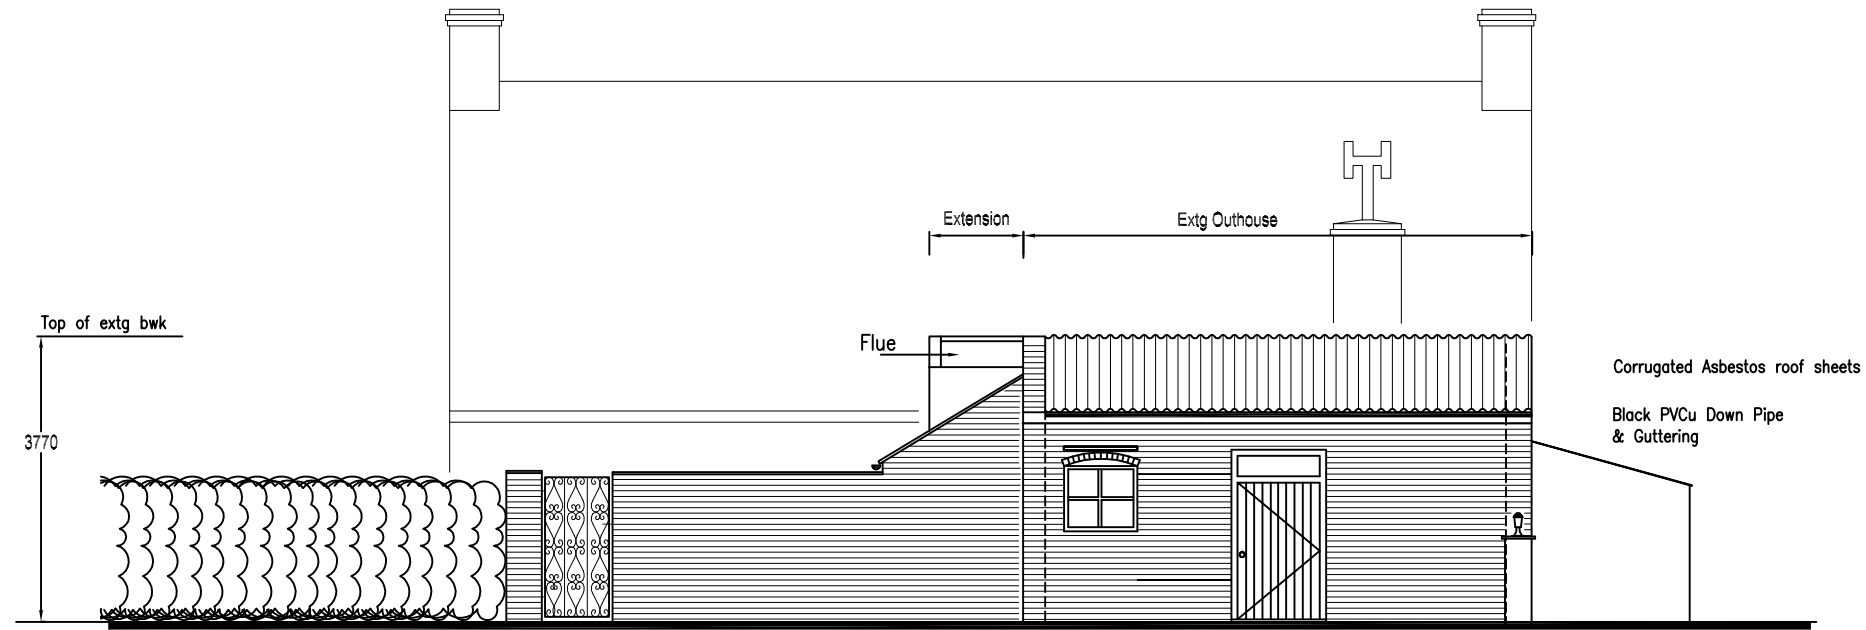 Extension
Extg Outhouse
Top of extg bwk
Flue
Corrugated Asbestos roof sheets
Black PVCu Down Pipe
& Guttering
3770